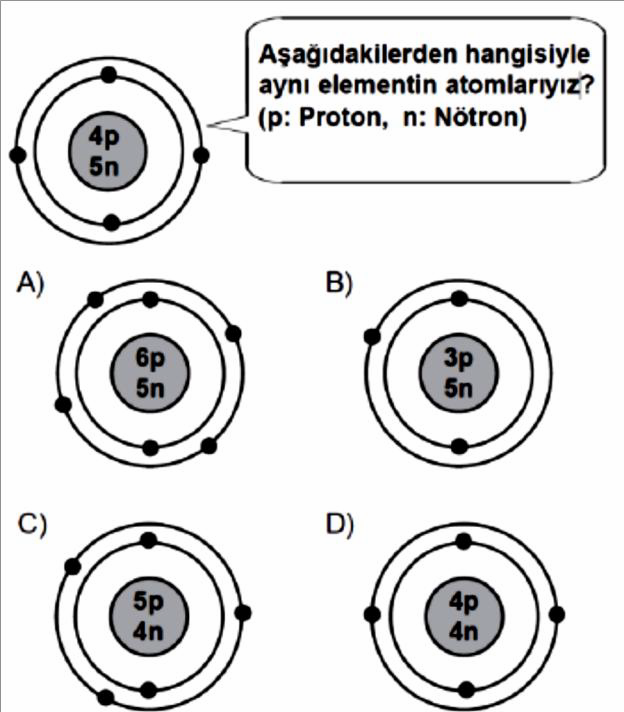 Aşağıdakilerden hangisiyle
aynı elementin atomlarıyız?
(p: Proton, n: Nötron)
4p
5n
A)
6p
5n
B)
3p
5n
C)
5p
4n
D)
4p
4n